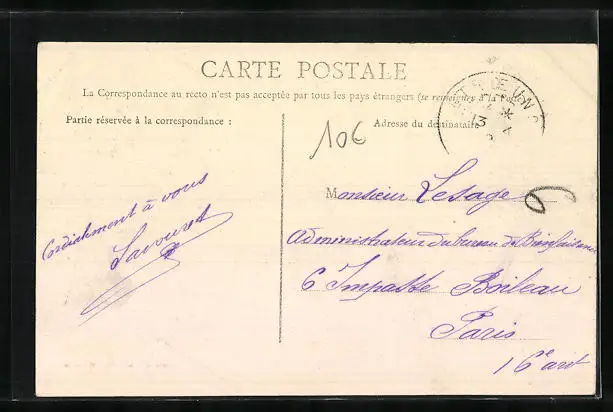 CARTE POSTALE
La Correspondance au recto n'est pas acceptée par tous les pays étrangers (se renseigner à la Poste)
Partie réservée à la correspondance :
Adresse du destinataire
106
13
Cordialement à vous
Monsieur Lesage
Administrateur du bureau de Bienfaisance
6 Impasse Boileau
Paris
16e arrt